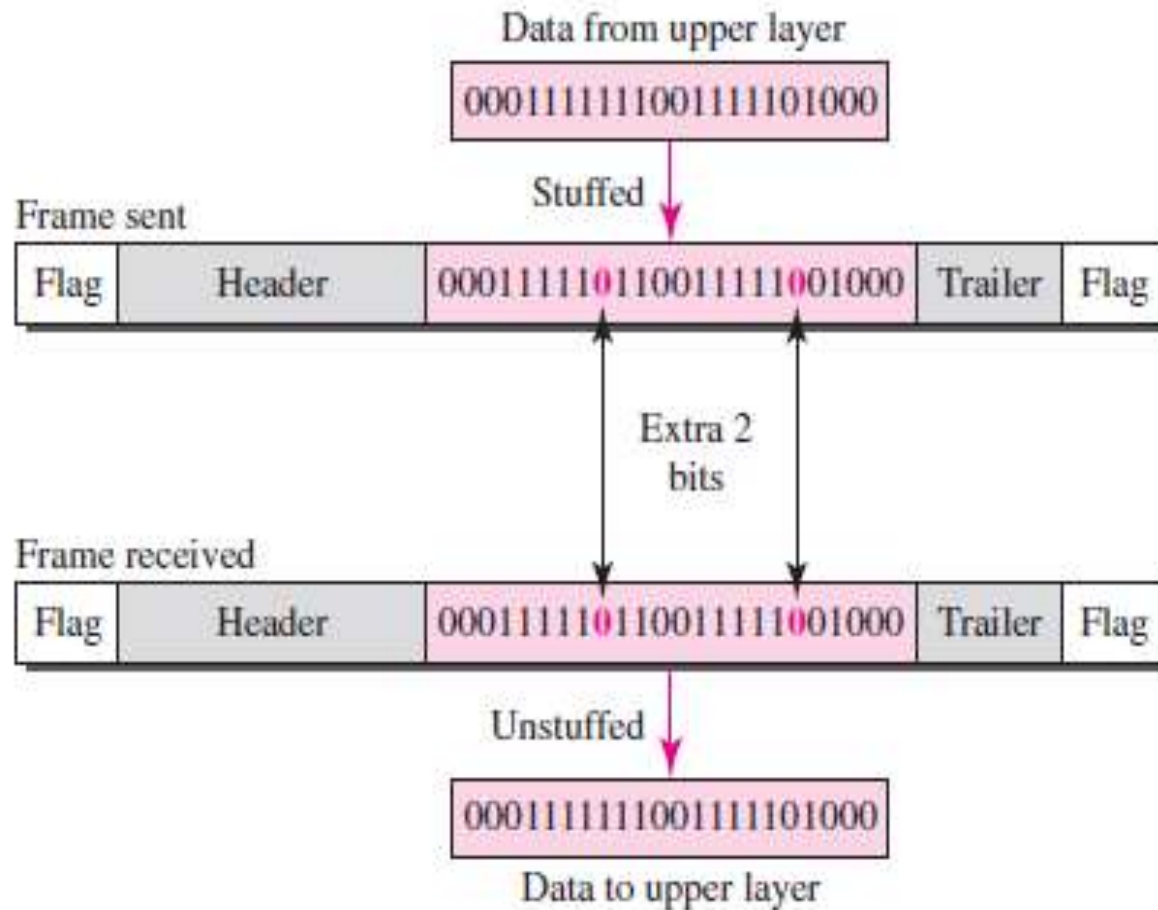 Data from upper layer
0001111111001111101000
Stuffed
Frame sent
Flag Header 000111110110011111001000 Trailer Flag
Extra 2
bits
Frame received
Flag Header 000111110110011111001000 Trailer Flag
Unstuffed
0001111111001111101000
Data to upper layer